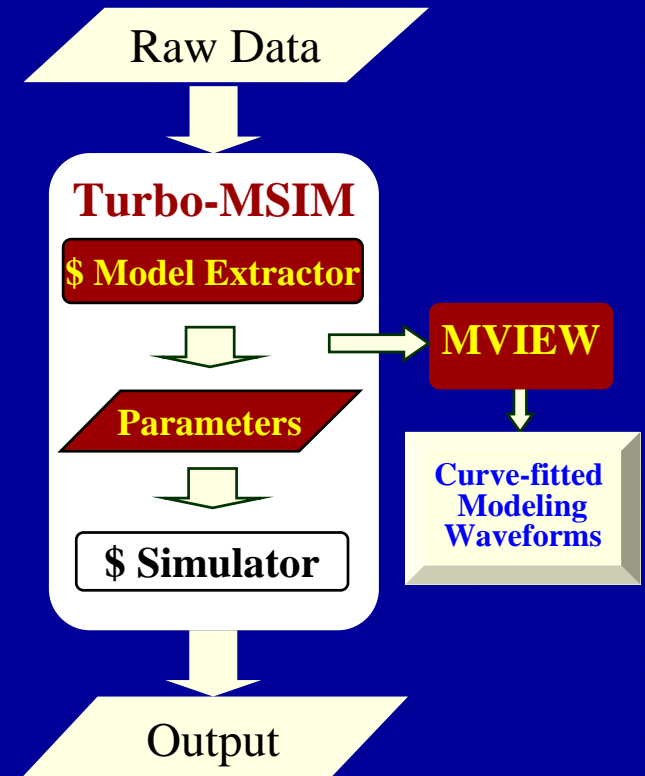 Raw Data
Turbo-MSIM
$ Model Extractor
MVIEW
Parameters
Curve-fitted
Modeling
Waveforms
$ Simulator
Output